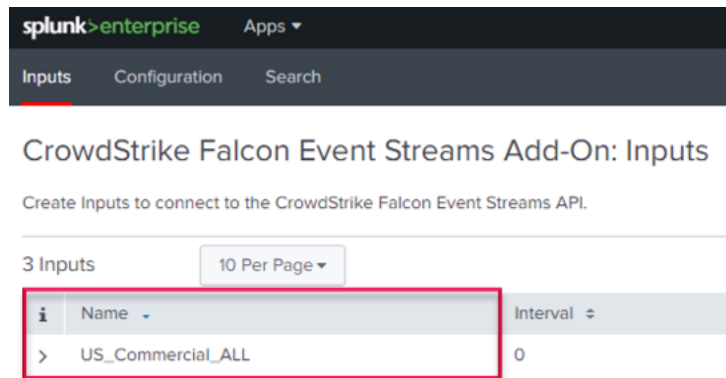 splunk>enterprise Apps
Inputs Configuration Search
CrowdStrike Falcon Event Streams Add-On: Inputs
Create Inputs to connect to the CrowdStrike Falcon Event Streams API.
3 Inputs 10 Per Page
i Name Interval
> US_Commercial_ALL 0